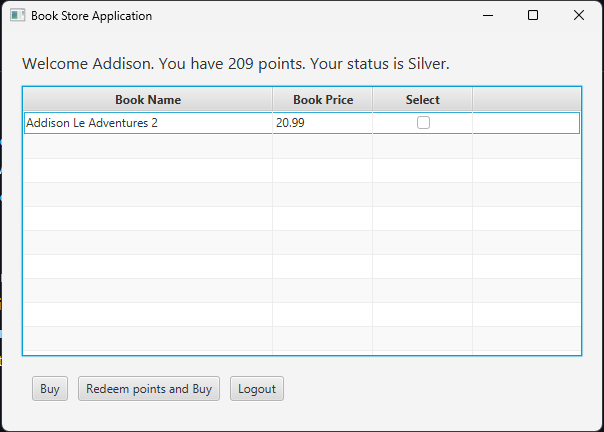 Book Store Application
Welcome Addison. You have 209 points. Your status is Silver.
Book Name Book Price Select
Addison Le Adventures 2 20.99
Buy Redeem points and Buy Logout